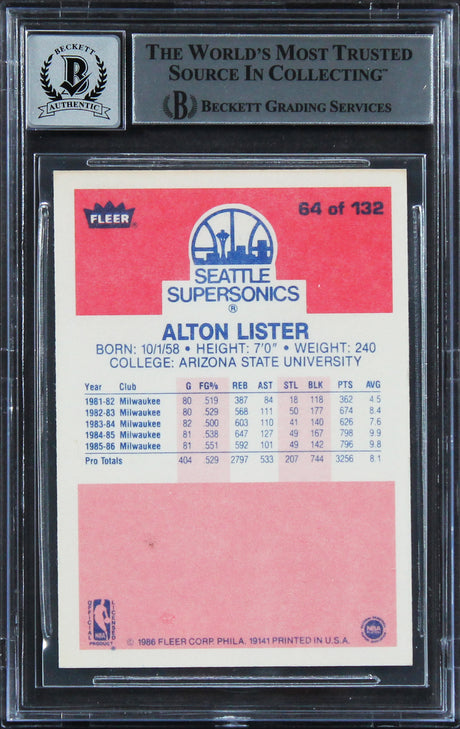 BECKETT
B
AUTHENTIC
THE WORLD'S MOST TRUSTED
SOURCE IN COLLECTING™
B BECKETT GRADING SERVICES
FLEER®
64 of 132
SEATTLE
SUPERSONICS
®
ALTON LISTER
BORN: 10/1/58 • HEIGHT: 7'0" • WEIGHT: 240
COLLEGE: ARIZONA STATE UNIVERSITY
Year Club G FG% REB AST STL BLK PTS AVG
1981-82 Milwaukee 80 .519 387 84 18 118 362 4.5
1982-83 Milwaukee 80 .529 568 111 50 177 674 8.4
1983-84 Milwaukee 82 .500 603 110 41 140 626 7.6
1984-85 Milwaukee 81 .538 647 127 49 167 798 9.9
1985-86 Milwaukee 81 .551 592 101 49 142 796 9.8
Pro Totals 404 .529 2797 533 207 744 3256 8.1
OFFICIAL LICENSED
NBA
PRODUCT
NBA
© 1986 FLEER CORP. PHILA. 19141 PRINTED IN U.S.A.